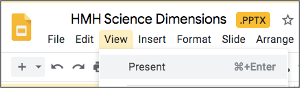 HMH Science Dimensions .PPTX
File Edit View Insert Format Slide Arrange
Present ⌘+Enter